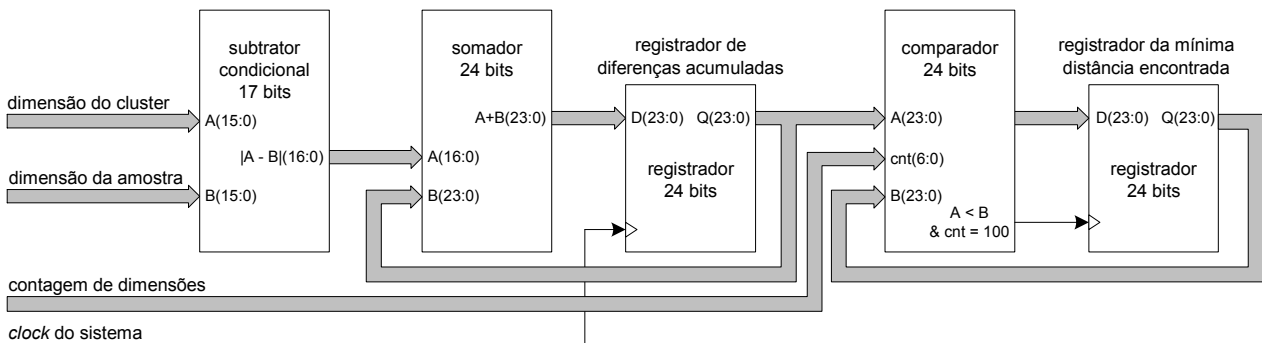 subtrator
condicional
17 bits
dimensão do cluster
A(15:0)
|A - B|(16:0)
dimensão da amostra
B(15:0)
somador
24 bits
A+B(23:0)
A(16:0)
B(23:0)
registrador de
diferenças acumuladas
D(23:0) Q(23:0)
registrador
24 bits
comparador
24 bits
A(23:0)
cnt(6:0)
B(23:0)
A < B
& cnt = 100
registrador da mínima
distância encontrada
D(23:0) Q(23:0)
registrador
24 bits
contagem de dimensões
clock do sistema